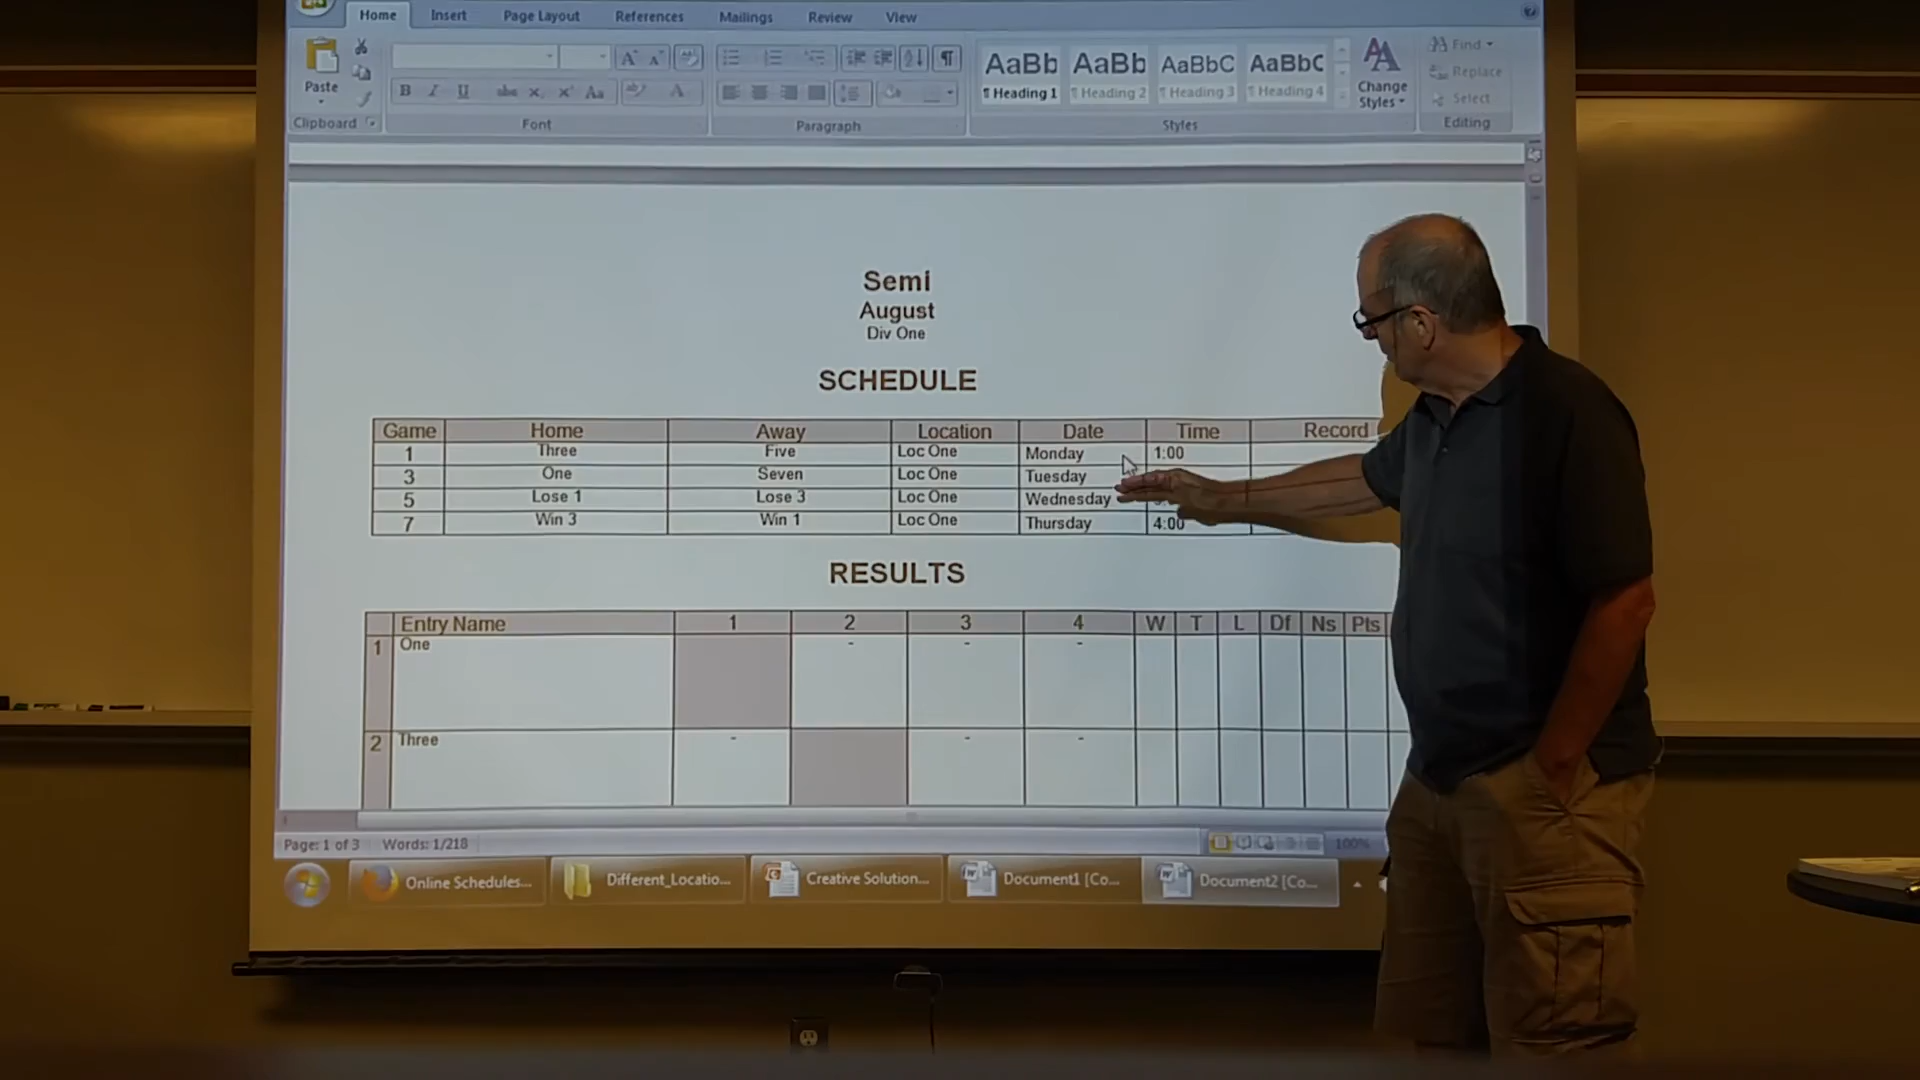 Home Insert Page Layout References Mailings Review View
Paste
B I U abc Aa
AaBb AaBb AaBbC AaBbC
¶ Heading 1 ¶ Heading 2 ¶ Heading 3 ¶ Heading 4
Change Styles
Find
Replace
Select
Clipboard Font Paragraph Styles Editing
Semi
August
Div One
SCHEDULE
Game Home Away Location Date Time Record
1 Three Five Loc One Monday 1:00
3 One Seven Loc One Tuesday
5 Lose 1 Lose 3 Loc One Wednesday
7 Win 3 Win 1 Loc One Thursday 4:00
RESULTS
Entry Name 1 2 3 4 W T L Df Ns Pts
1 One - - -
2 Three - - -
Page: 1 of 3 Words: 1/218 100%
Online Schedules... Different_Locatio... Creative Solution... Document1 [Co... Document2 [Co...